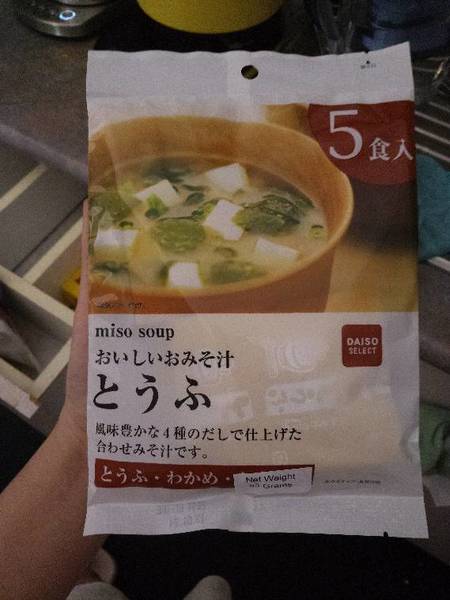 5食入
miso soup
DAISO
SELECT
おいしいおみそ汁
とうふ
風味豊かな4種のだしで仕上げた
合わせみそ汁です。
とうふ・わかめ・
Net Weight
Grams